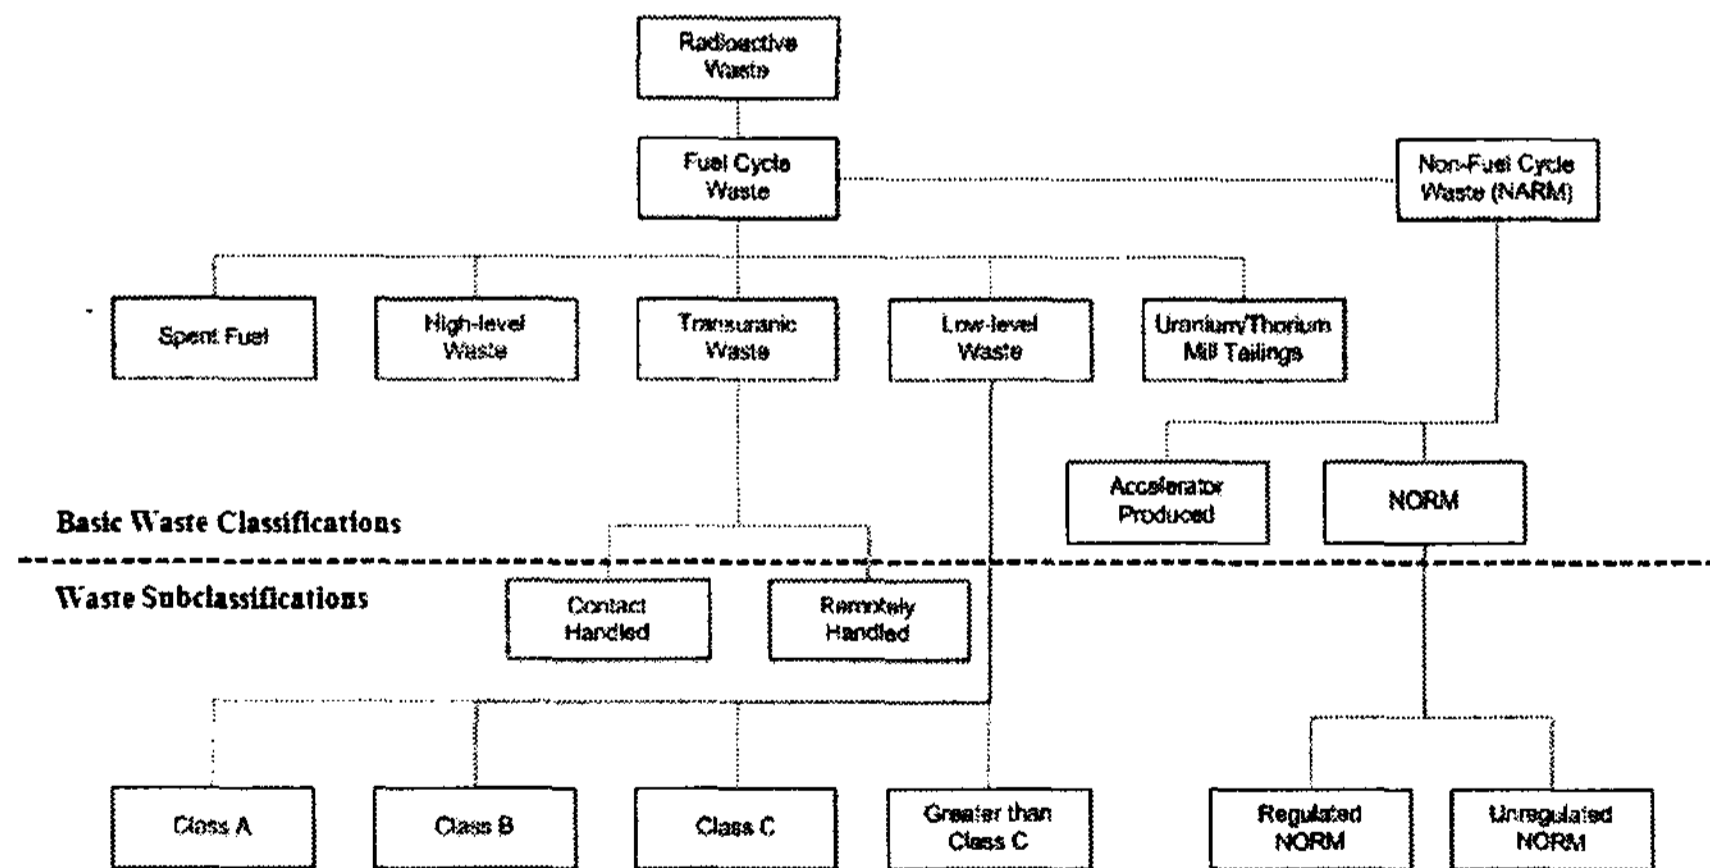 Radioactive
Waste
Fuel Cycle
Waste
Non-Fuel Cycle
Waste (NARM)
Spent Fuel
High-level
Waste
Transuranic
Waste
Low-level
Waste
Uranium/Thorium
Mill Tailings
Accelerator
Produced
NORM
Basic Waste Classifications
Waste Subclassifications
Contact
Handled
Remotely
Handled
Class A
Class B
Class C
Greater than
Class C
Regulated
NORM
Unregulated
NORM